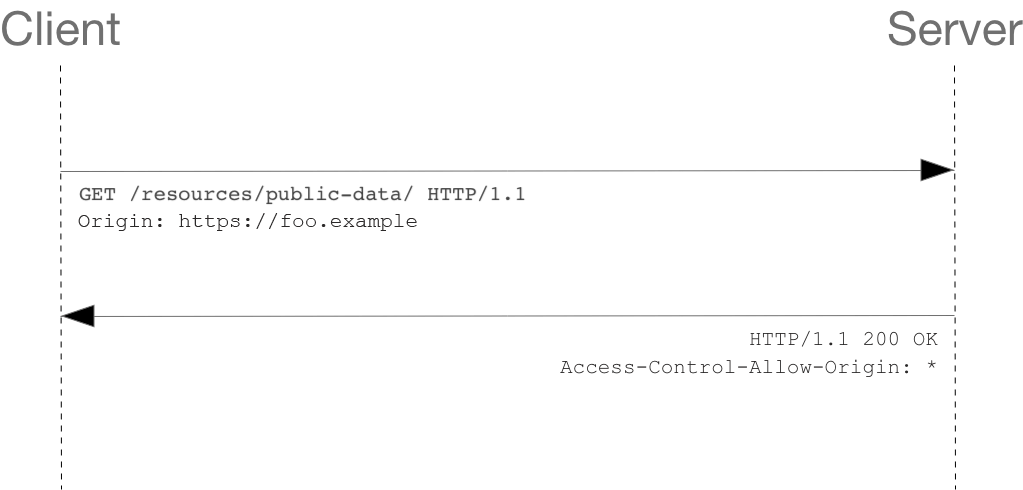 Client
Server
GET /resources/public-data/ HTTP/1.1
Origin: https://foo.example
HTTP/1.1 200 OK
Access-Control-Allow-Origin: *